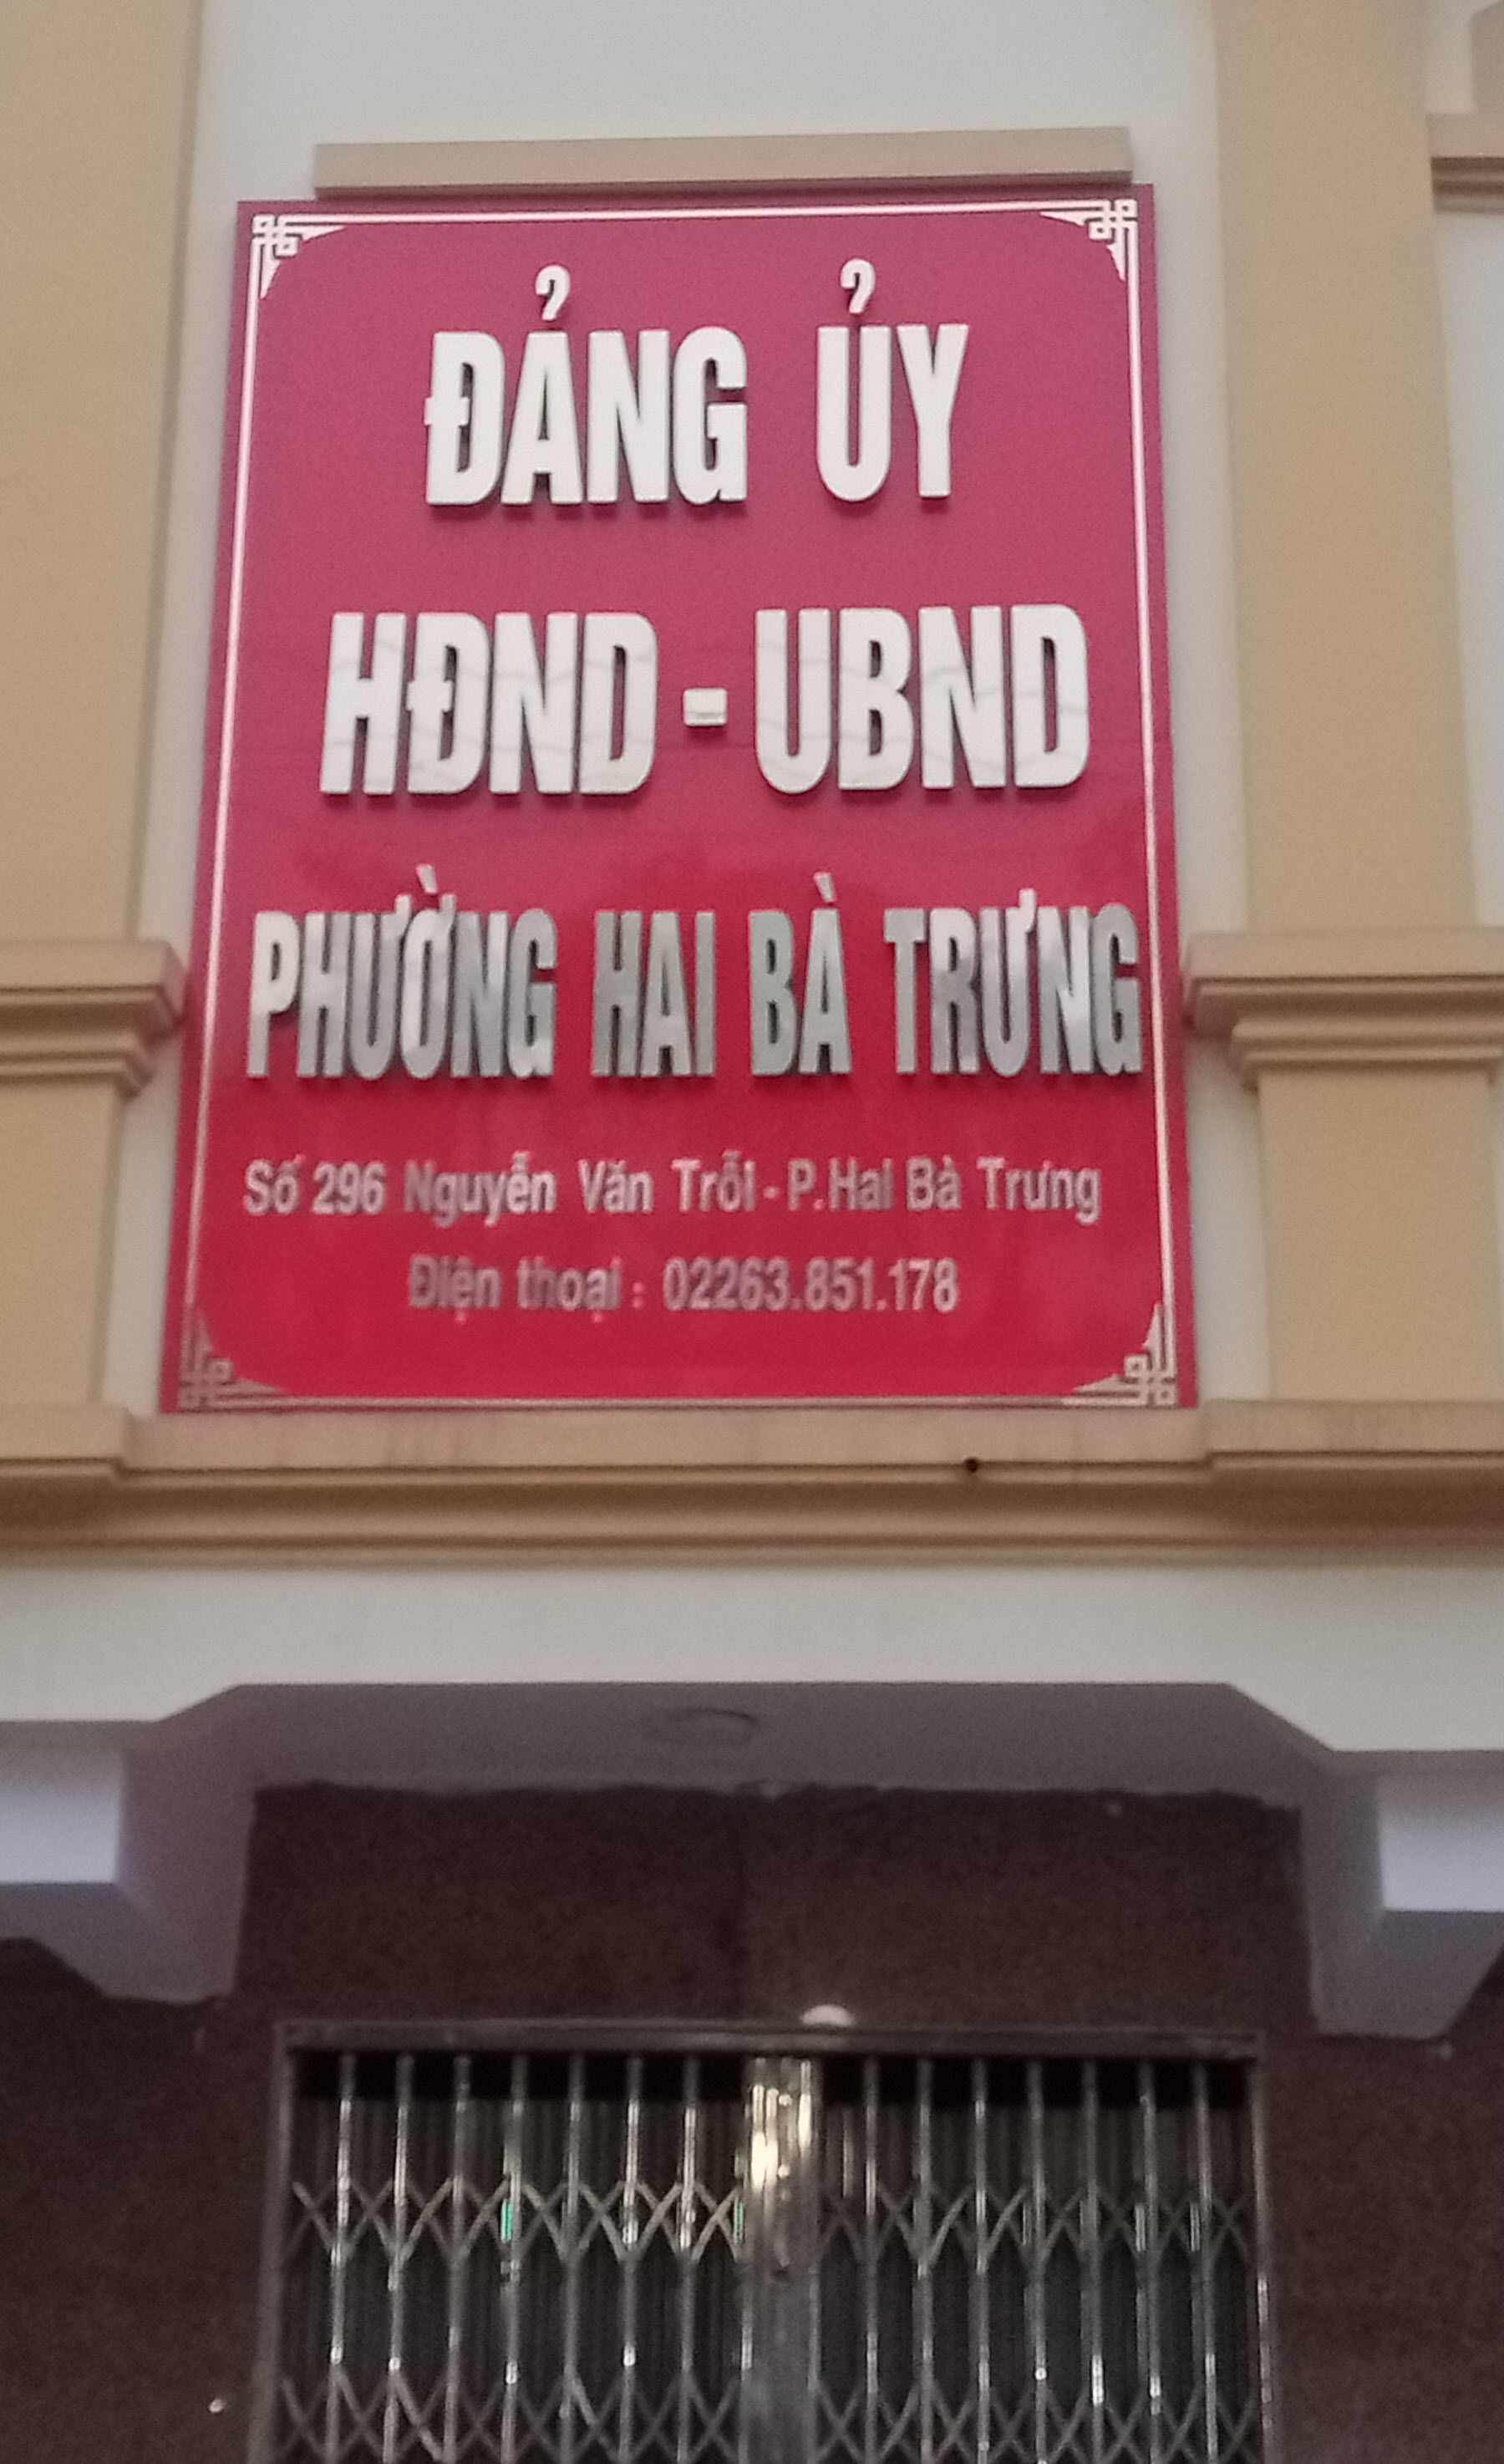 ĐẢNG ỦY
HĐND - UBND
PHƯỜNG HAI BÀ TRƯNG
Số 296 Nguyễn Văn Trỗi - P.Hai Bà Trưng
Điện thoại : 02263.851.178